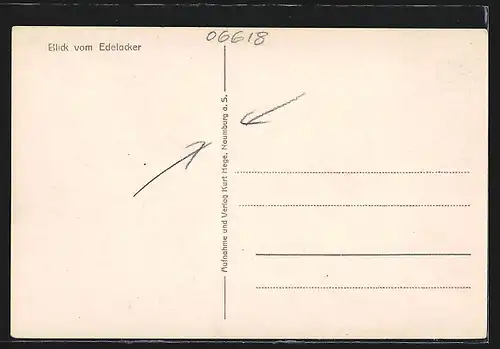 06618
Blick vom Edelacker
Aufnahme und Verlag Kurt Hege, Naumburg a. S.